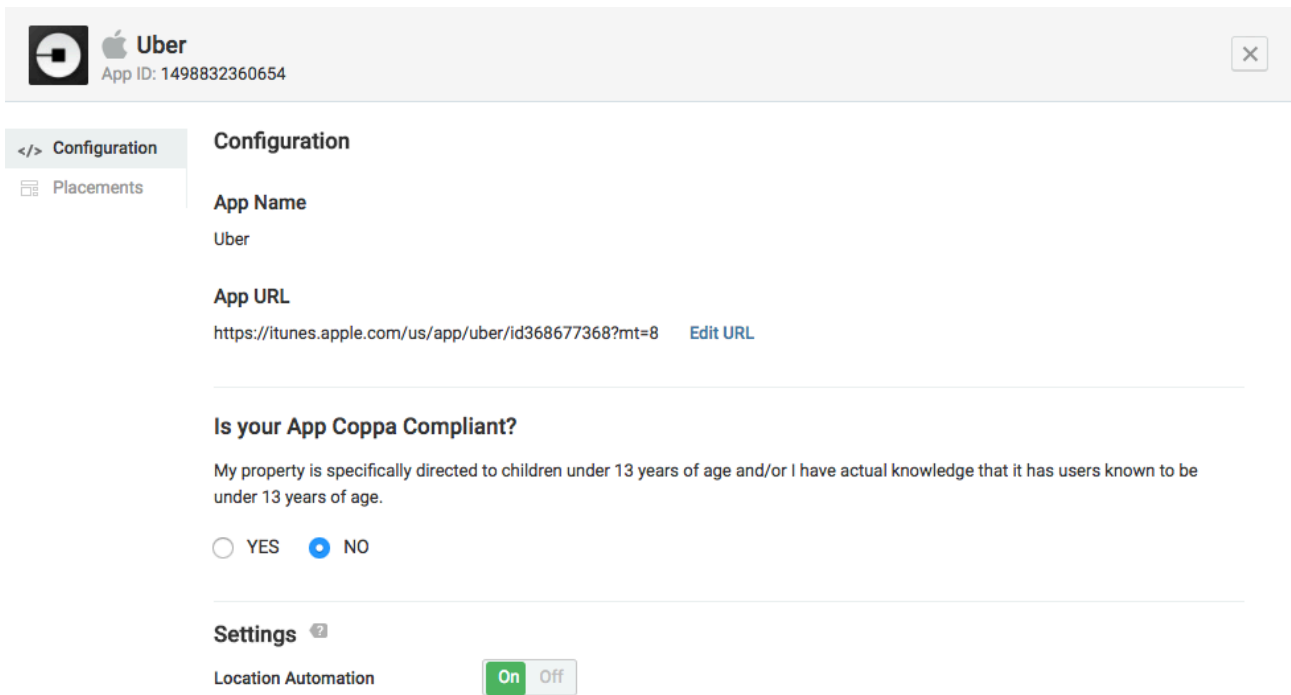 Uber
App ID: 1498832360654
</> Configuration
Placements
Configuration
App Name
Uber
App URL
https://itunes.apple.com/us/app/uber/id368677368?mt=8 Edit URL
Is your App Coppa Compliant?
My property is specifically directed to children under 13 years of age and/or I have actual knowledge that it has users known to be
under 13 years of age.
YES NO
Settings ?
Location Automation On Off